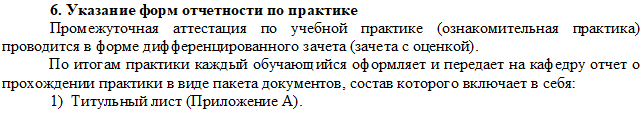 6. Указание форм отчетности по практике
Промежуточная аттестация по учебной практике (ознакомительная практика)
проводится в форме дифференцированного зачета (зачета с оценкой).
По итогам практики каждый обучающийся оформляет и передает на кафедру отчет о
прохождении практики в виде пакета документов, состав которого включает в себя:
1) Титульный лист (Приложение А).